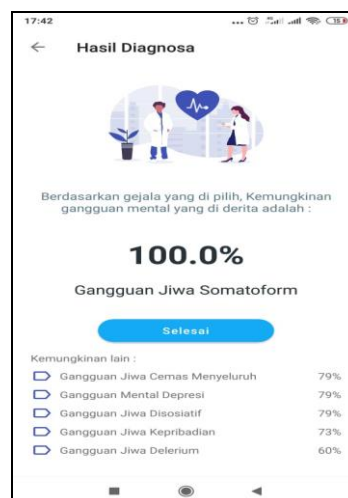 17:42
Hasil Diagnosa
Berdasarkan gejala yang di pilih, Kemungkinan
gangguan mental yang di derita adalah :
100.0%
Gangguan Jiwa Somatoform
Selesai
Kemungkinan lain :
Gangguan Jiwa Cemas Menyeluruh 79%
Gangguan Mental Depresi 79%
Gangguan Jiwa Disosiatif 79%
Gangguan Jiwa Kepribadian 73%
Gangguan Jiwa Delerium 60%